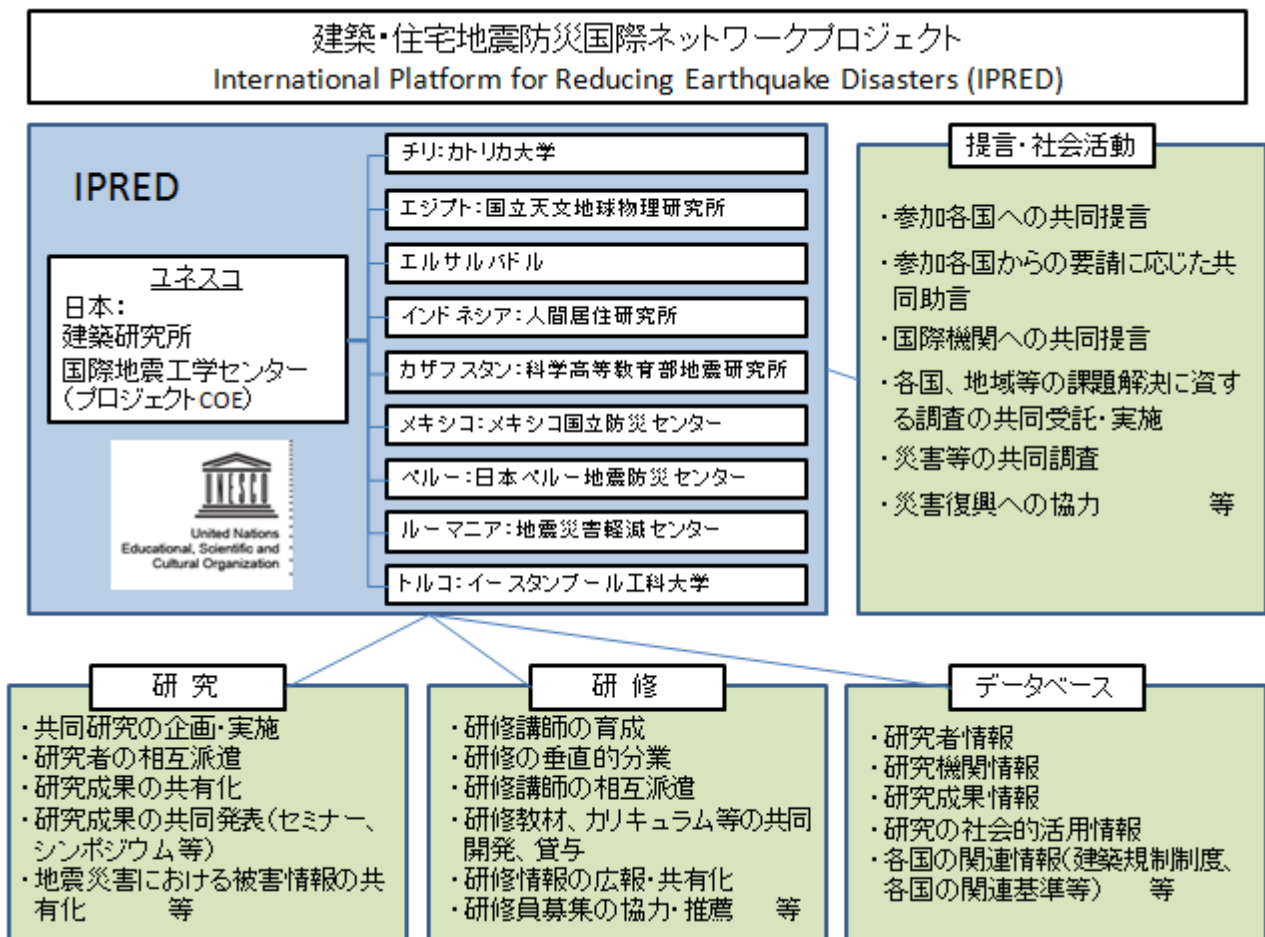 建築・住宅地震防災国際ネットワークプロジェクト
International Platform for Reducing Earthquake Disasters (IPRED)
IPRED
ユネスコ
日本：
建築研究所
国際地震工学センター
（プロジェクトCOE）
UNESCO
United Nations
Educational, Scientific and
Cultural Organization
チリ：カトリカ大学
エジプト：国立天文地球物理研究所
エルサルバドル
インドネシア：人間居住研究所
カザフスタン：科学高等教育部地震研究所
メキシコ：メキシコ国立防災センター
ペルー：日本ペルー地震防災センター
ルーマニア：地震災害軽減センター
トルコ：イースタンブール工科大学
提言・社会活動
・参加各国への共同提言
・参加各国からの要請に応じた共
同助言
・国際機関への共同提言
・各国、地域等の課題解決に資す
る調査の共同受託・実施
・災害等の共同調査
・災害復興への協力　　　等
研 究
・共同研究の企画・実施
・研究者の相互派遣
・研究成果の共有化
・研究成果の共同発表（セミナー、
シンポジウム等）
・地震災害における被害情報の共
有化　　　等
研 修
・研修講師の育成
・研修の垂直的分業
・研修講師の相互派遣
・研修教材、カリキュラム等の共同
開発、貸与
・研修情報の広報・共有化
・研修員募集の協力・推薦　等
データベース
・研究者情報
・研究機関情報
・研究成果情報
・研究の社会的活用情報
・各国の関連情報（建築規制制度、
各国の関連基準等）　　等